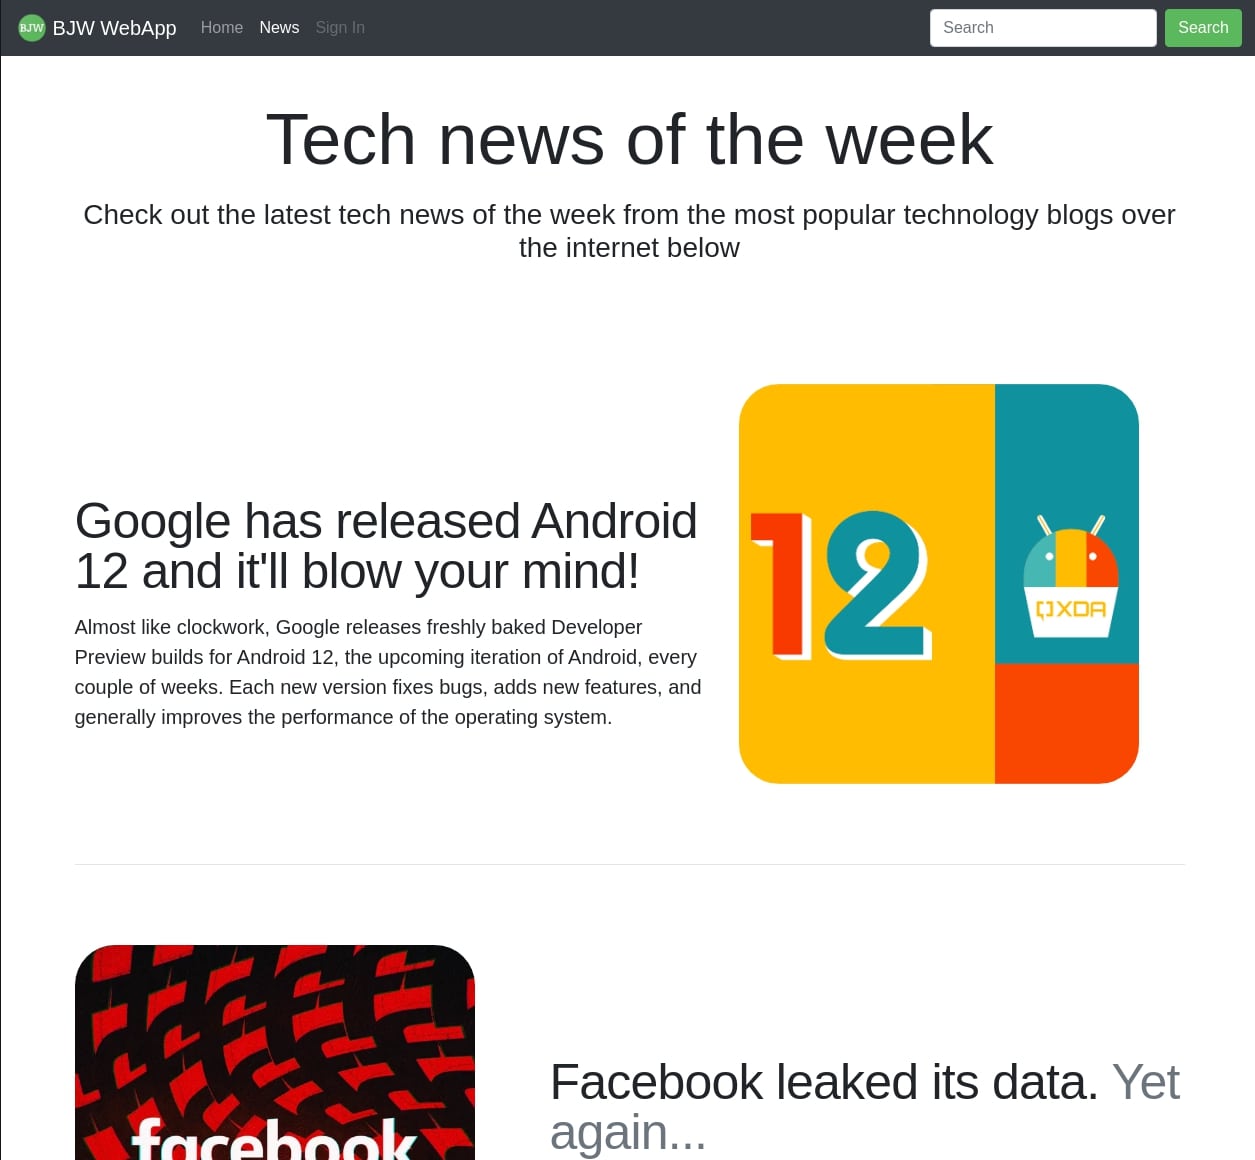 BJW BJW WebApp Home News Sign In Search Search
Tech news of the week
Check out the latest tech news of the week from the most popular technology blogs over
the internet below
Google has released Android
12 and it'll blow your mind!
Almost like clockwork, Google releases freshly baked Developer
Preview builds for Android 12, the upcoming iteration of Android, every
couple of weeks. Each new version fixes bugs, adds new features, and
generally improves the performance of the operating system.
12
XDA
Facebook leaked its data. Yet
again...
facebook